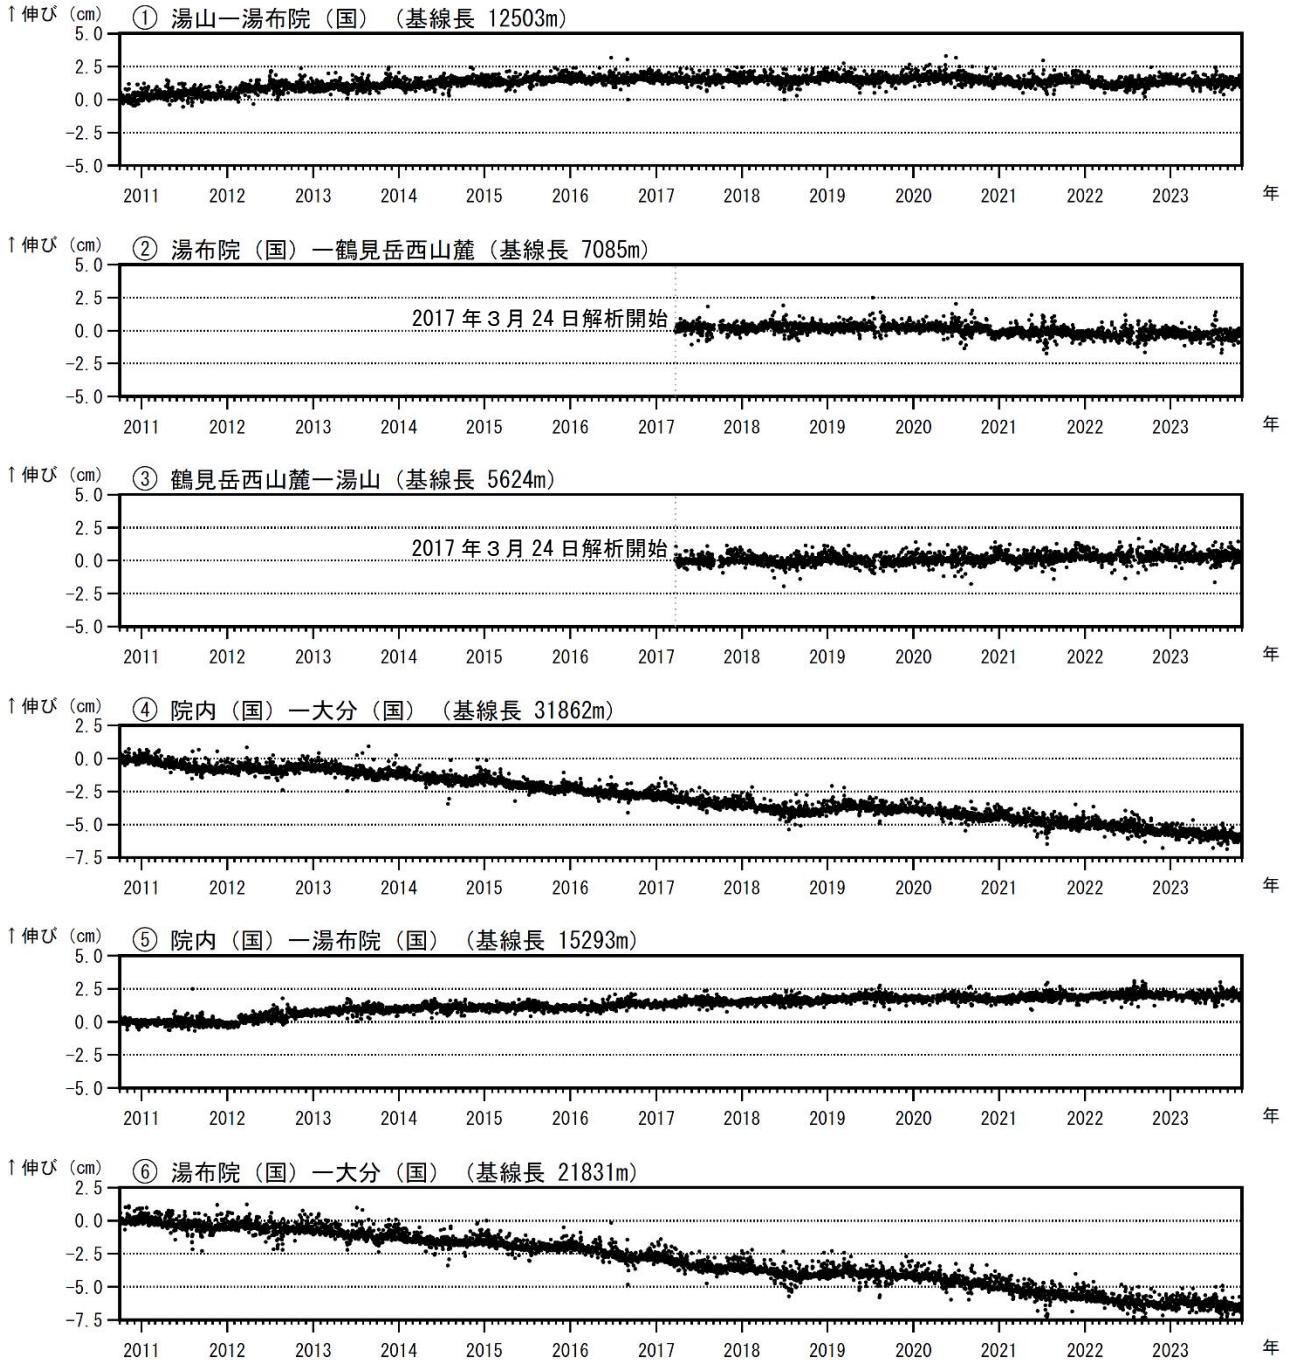 ↑伸び (cm) ① 湯山ー湯布院（国）（基線長 12503m）
5.0
2.5
0.0
-2.5
-5.0
2011 2012 2013 2014 2015 2016 2017 2018 2019 2020 2021 2022 2023 年
↑伸び (cm) ② 湯布院（国）ー鶴見岳西山麓（基線長 7085m）
5.0
2.5
2017年３月24日解析開始
0.0
-2.5
-5.0
2011 2012 2013 2014 2015 2016 2017 2018 2019 2020 2021 2022 2023 年
↑伸び (cm) ③ 鶴見岳西山麓ー湯山（基線長 5624m）
5.0
2.5
2017年３月24日解析開始
0.0
-2.5
-5.0
2011 2012 2013 2014 2015 2016 2017 2018 2019 2020 2021 2022 2023 年
↑伸び (cm) ④ 院内（国）ー大分（国）（基線長 31862m）
2.5
0.0
-2.5
-5.0
-7.5
2011 2012 2013 2014 2015 2016 2017 2018 2019 2020 2021 2022 2023 年
↑伸び (cm) ⑤ 院内（国）ー湯布院（国）（基線長 15293m）
5.0
2.5
0.0
-2.5
-5.0
2011 2012 2013 2014 2015 2016 2017 2018 2019 2020 2021 2022 2023 年
↑伸び (cm) ⑥ 湯布院（国）ー大分（国）（基線長 21831m）
2.5
0.0
-2.5
-5.0
-7.5
2011 2012 2013 2014 2015 2016 2017 2018 2019 2020 2021 2022 2023 年